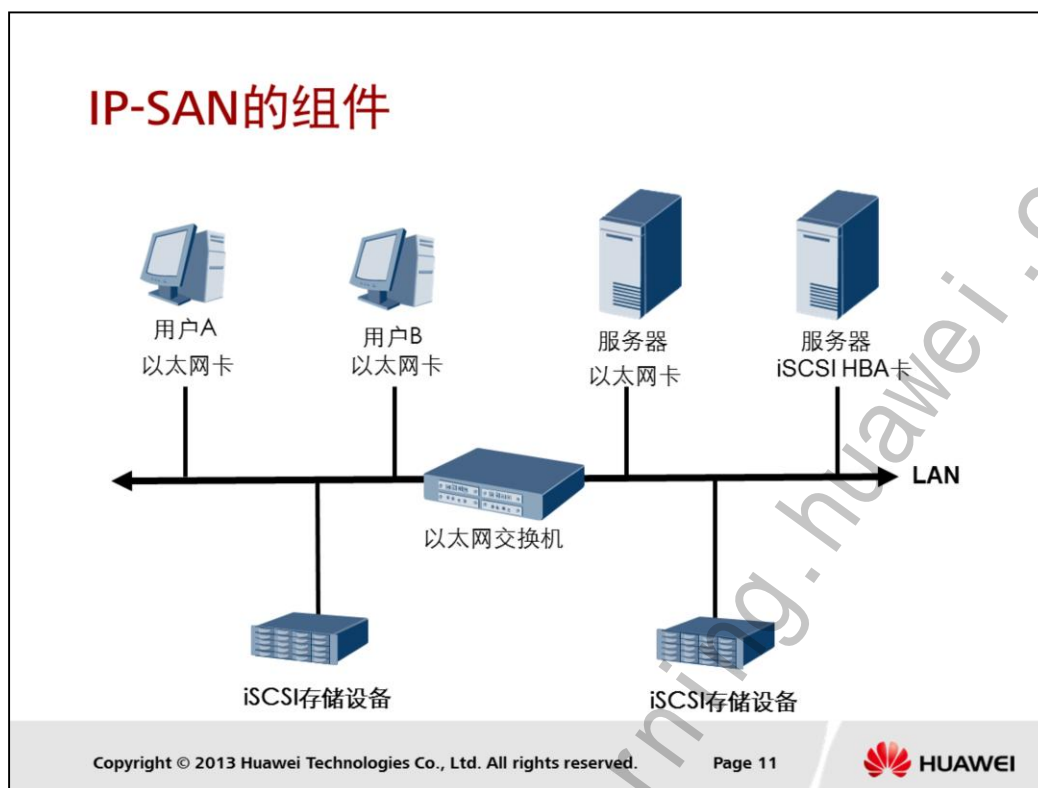 IP-SAN的组件
用户A
以太网卡
用户B
以太网卡
服务器
以太网卡
服务器
iSCSI HBA卡
LAN
以太网交换机
iSCSI存储设备
iSCSI存储设备
Copyright © 2013 Huawei Technologies Co., Ltd. All rights reserved.
Page 11
HUAWEI
rning.huawei.c